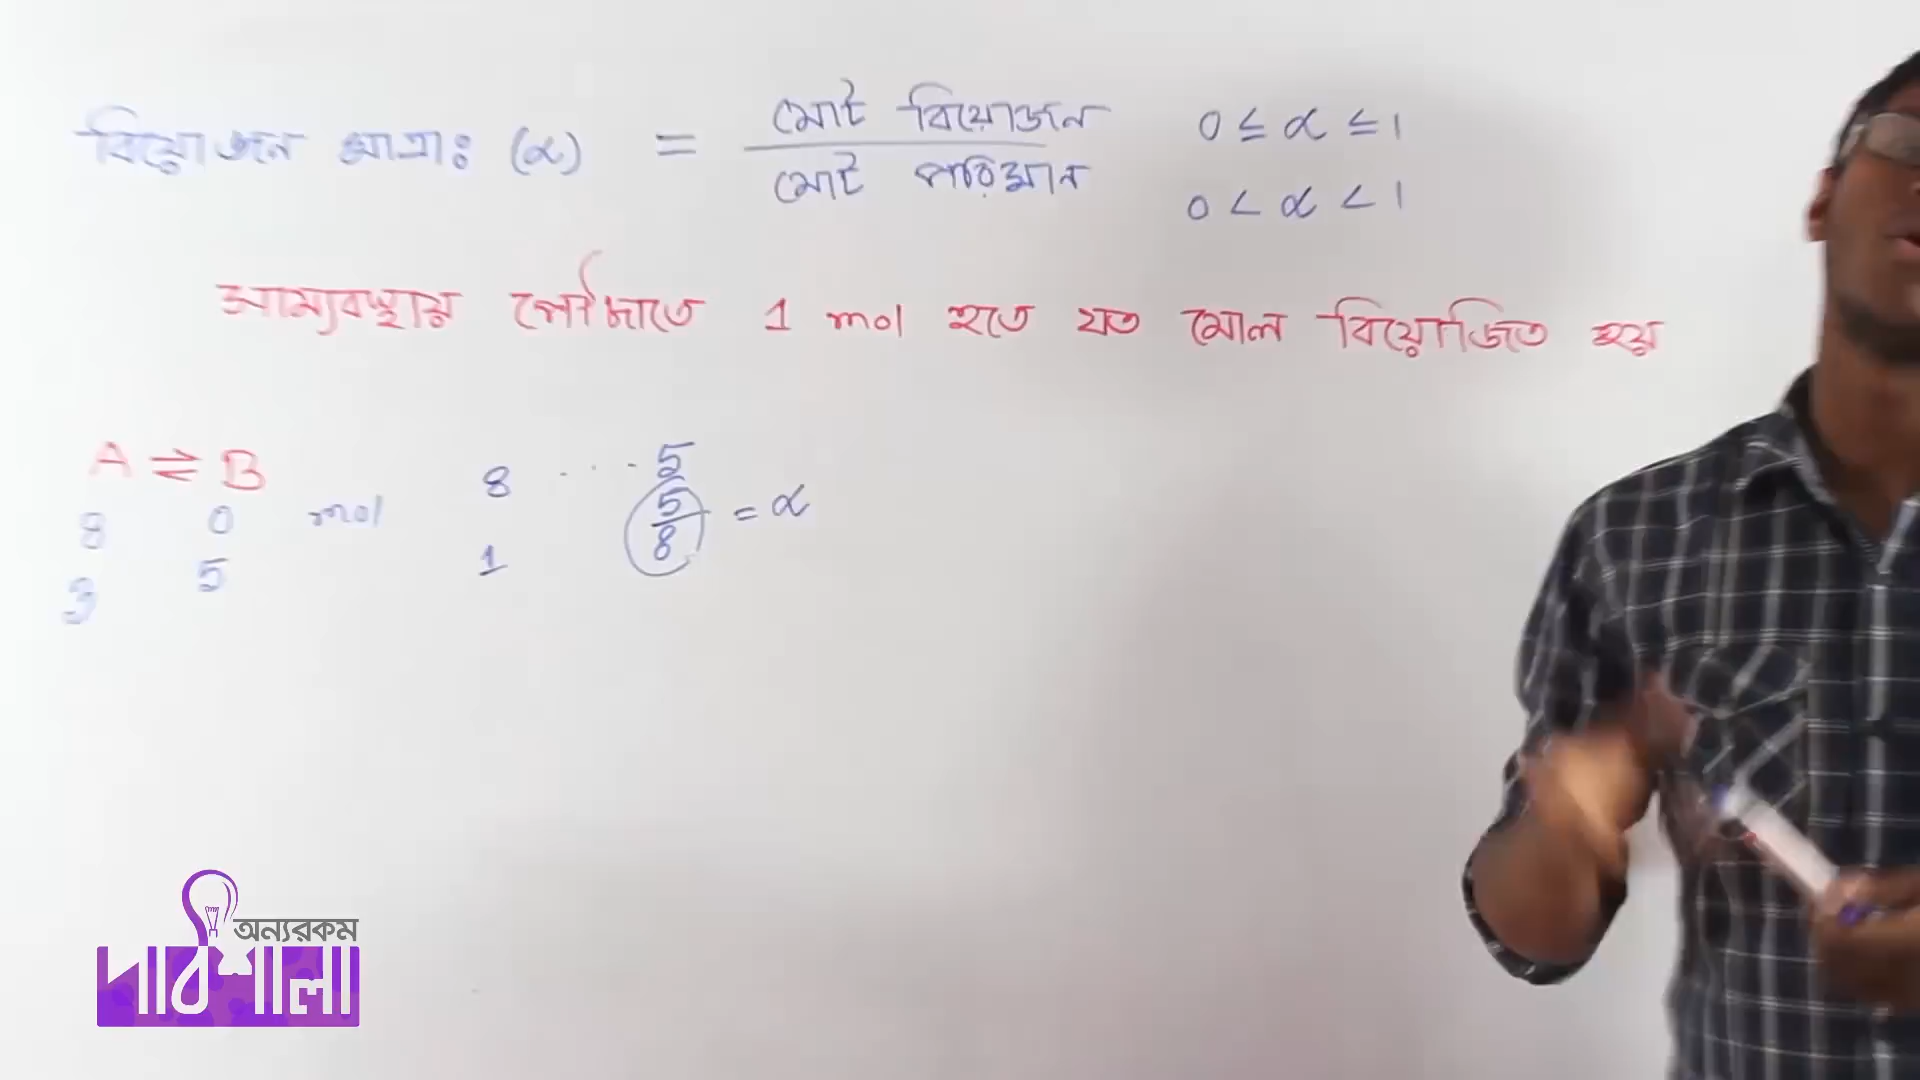 বিয়োজন মাত্রাঃ (α) = মোট বিয়োজন / মোট পরিমান
0 ≤ α ≤ 1
0 < α < 1
সাম্যবস্থায় পৌঁছাতে 1 mol হতে যত মোল বিয়োজিত হয়
A ⇌ B
8 0 mol
3 5
8 ... 5
1 5/8 = α
অন্যরকম
পাঠশালা